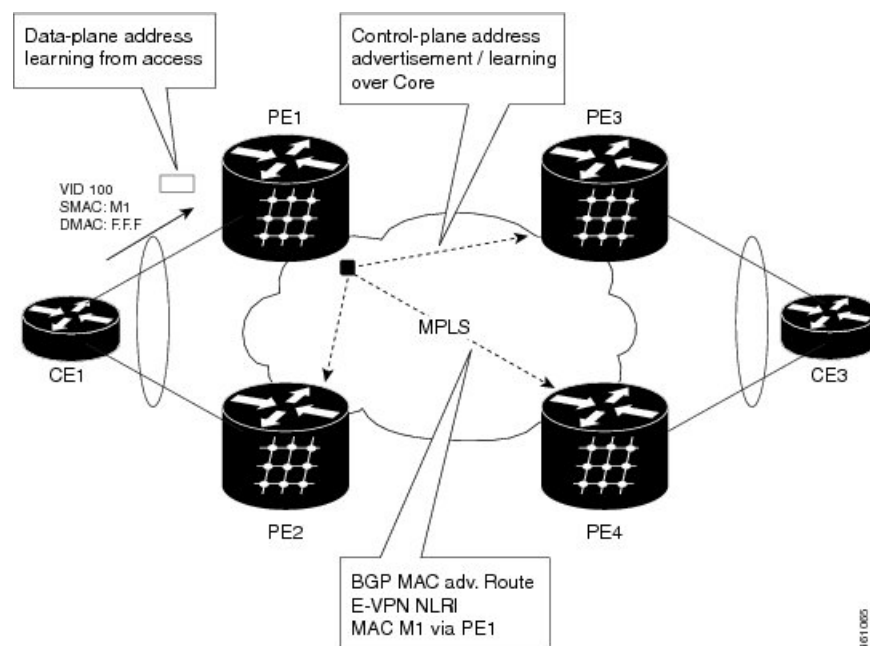 Data-plane address
learning from access
Control-plane address
advertisement / learning
over Core
PE1
PE3
VID 100
SMAC: M1
DMAC: F.F.F
MPLS
CE1
CE3
PE2
PE4
BGP MAC adv. Route
E-VPN NLRI
MAC M1 via PE1
361065